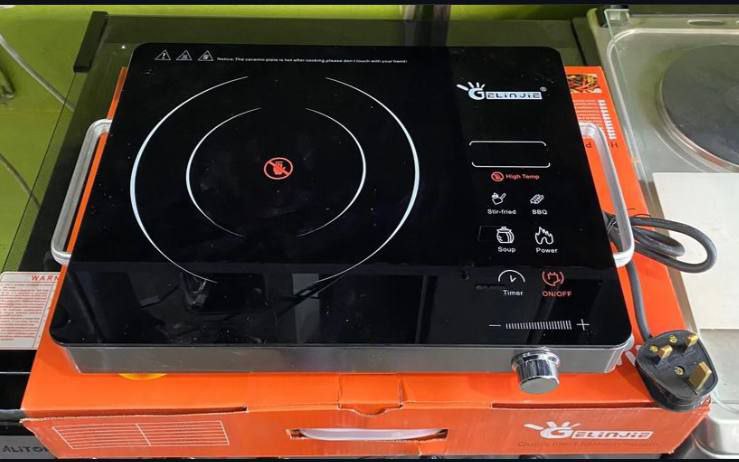 Notice: The ceramic plate is hot after cooking, please don't touch with your hand!
GELINJIE®
High Temp
Stir-fried BBQ
Soup Power
Timer ON/OFF
WARN
GELINJIE